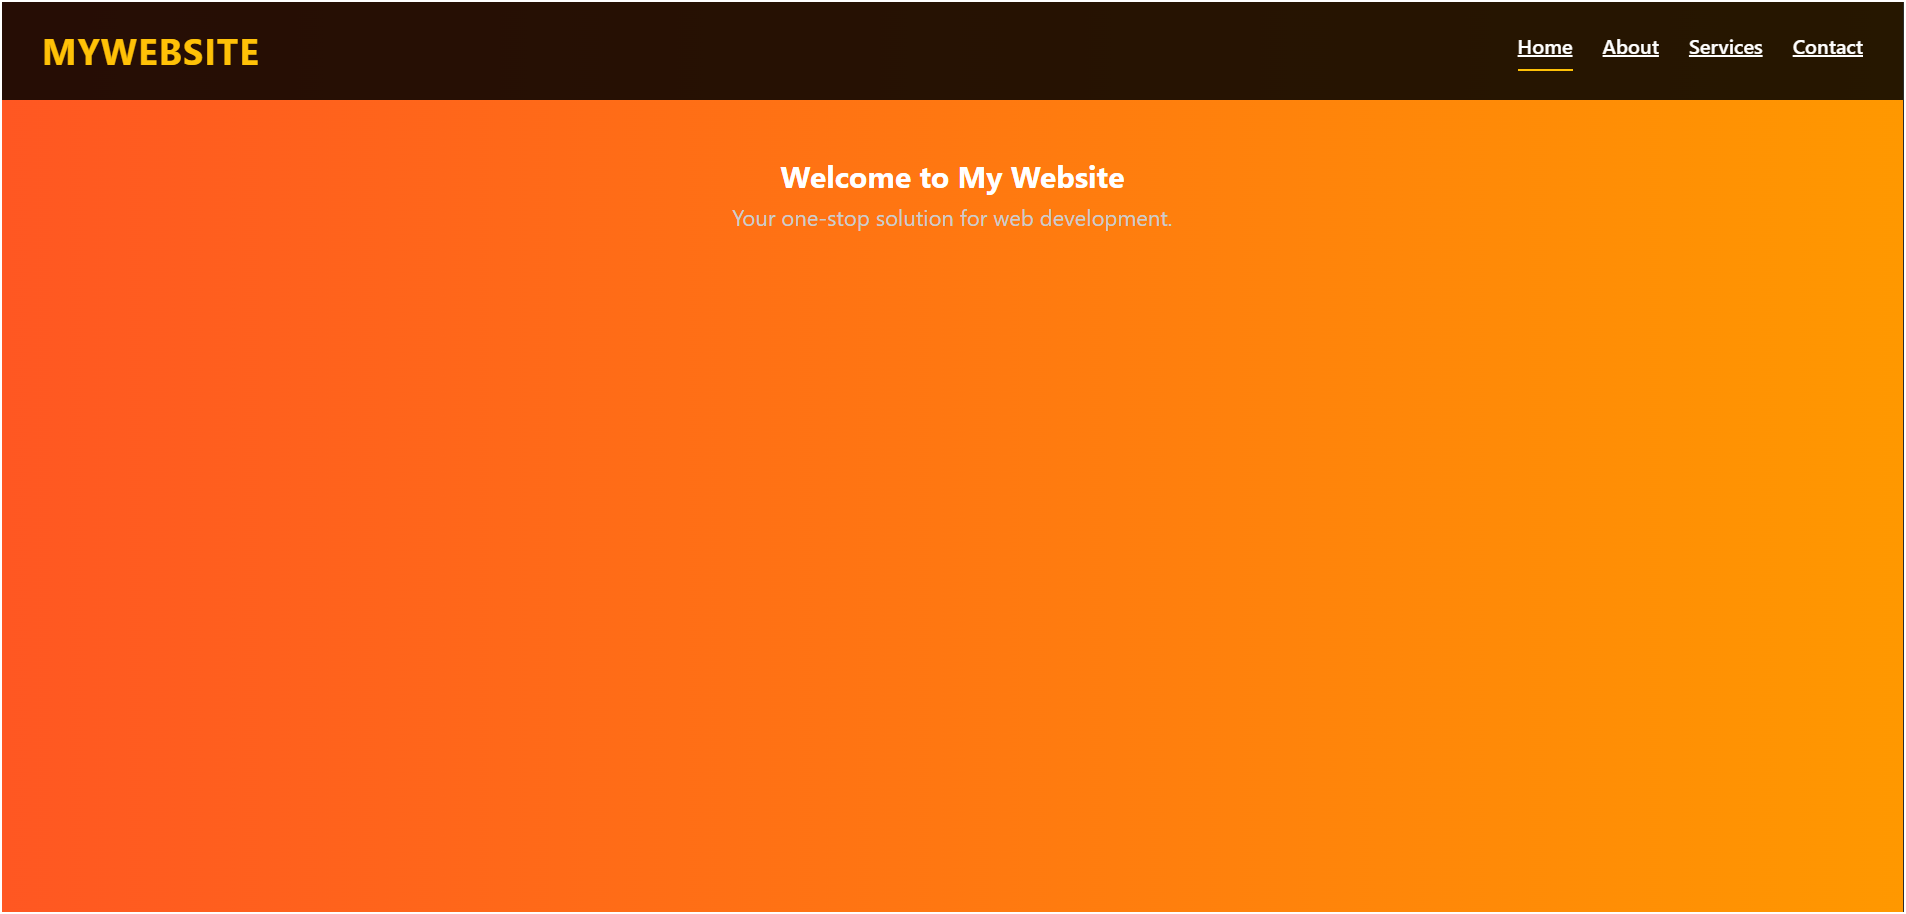 MYWEBSITE
Home About Services Contact
Welcome to My Website
Your one-stop solution for web development.